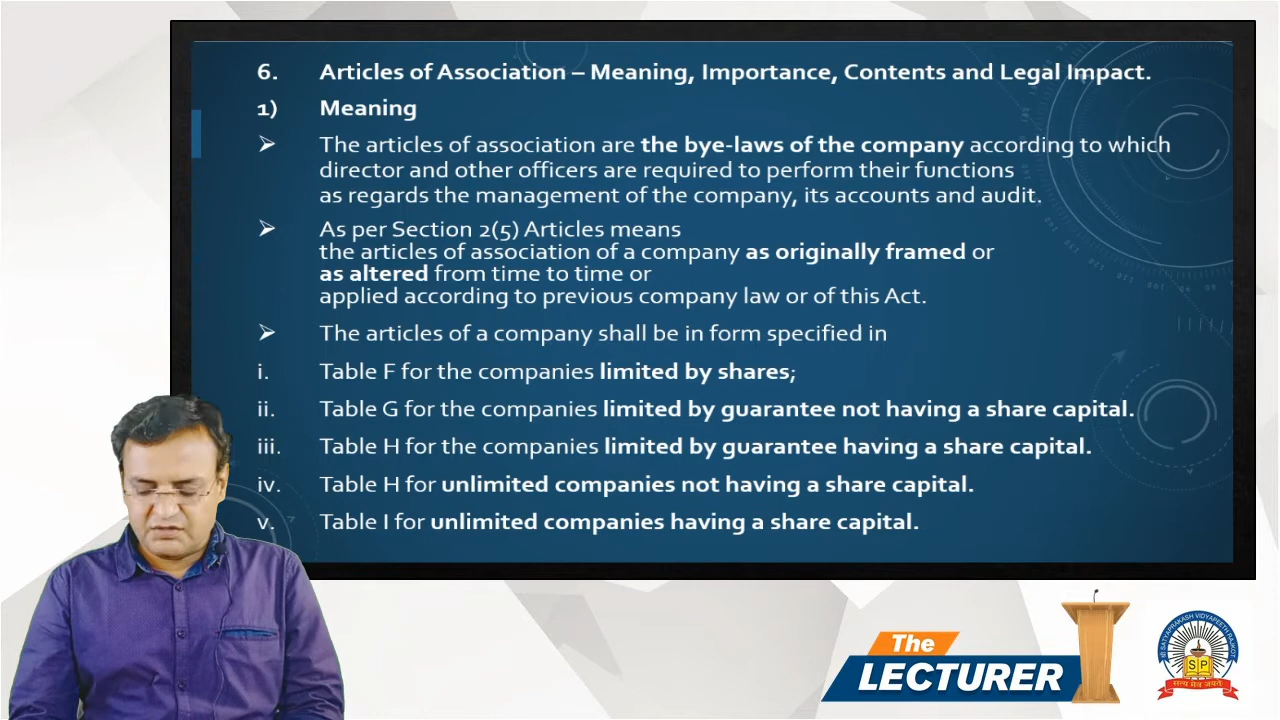 6. Articles of Association – Meaning, Importance, Contents and Legal Impact.
1) Meaning
➢ The articles of association are the bye-laws of the company according to which
director and other officers are required to perform their functions
as regards the management of the company, its accounts and audit.
➢ As per Section 2(5) Articles means
the articles of association of a company as originally framed or
as altered from time to time or
applied according to previous company law or of this Act.
➢ The articles of a company shall be in form specified in
i. Table F for the companies limited by shares;
ii. Table G for the companies limited by guarantee not having a share capital.
iii. Table H for the companies limited by guarantee having a share capital.
iv. Table H for unlimited companies not having a share capital.
v. Table I for unlimited companies having a share capital.
The
LECTURER
SATYAPRAKASH VIDYAPEETH RAJKOT
SP
सत्य मेव जयते